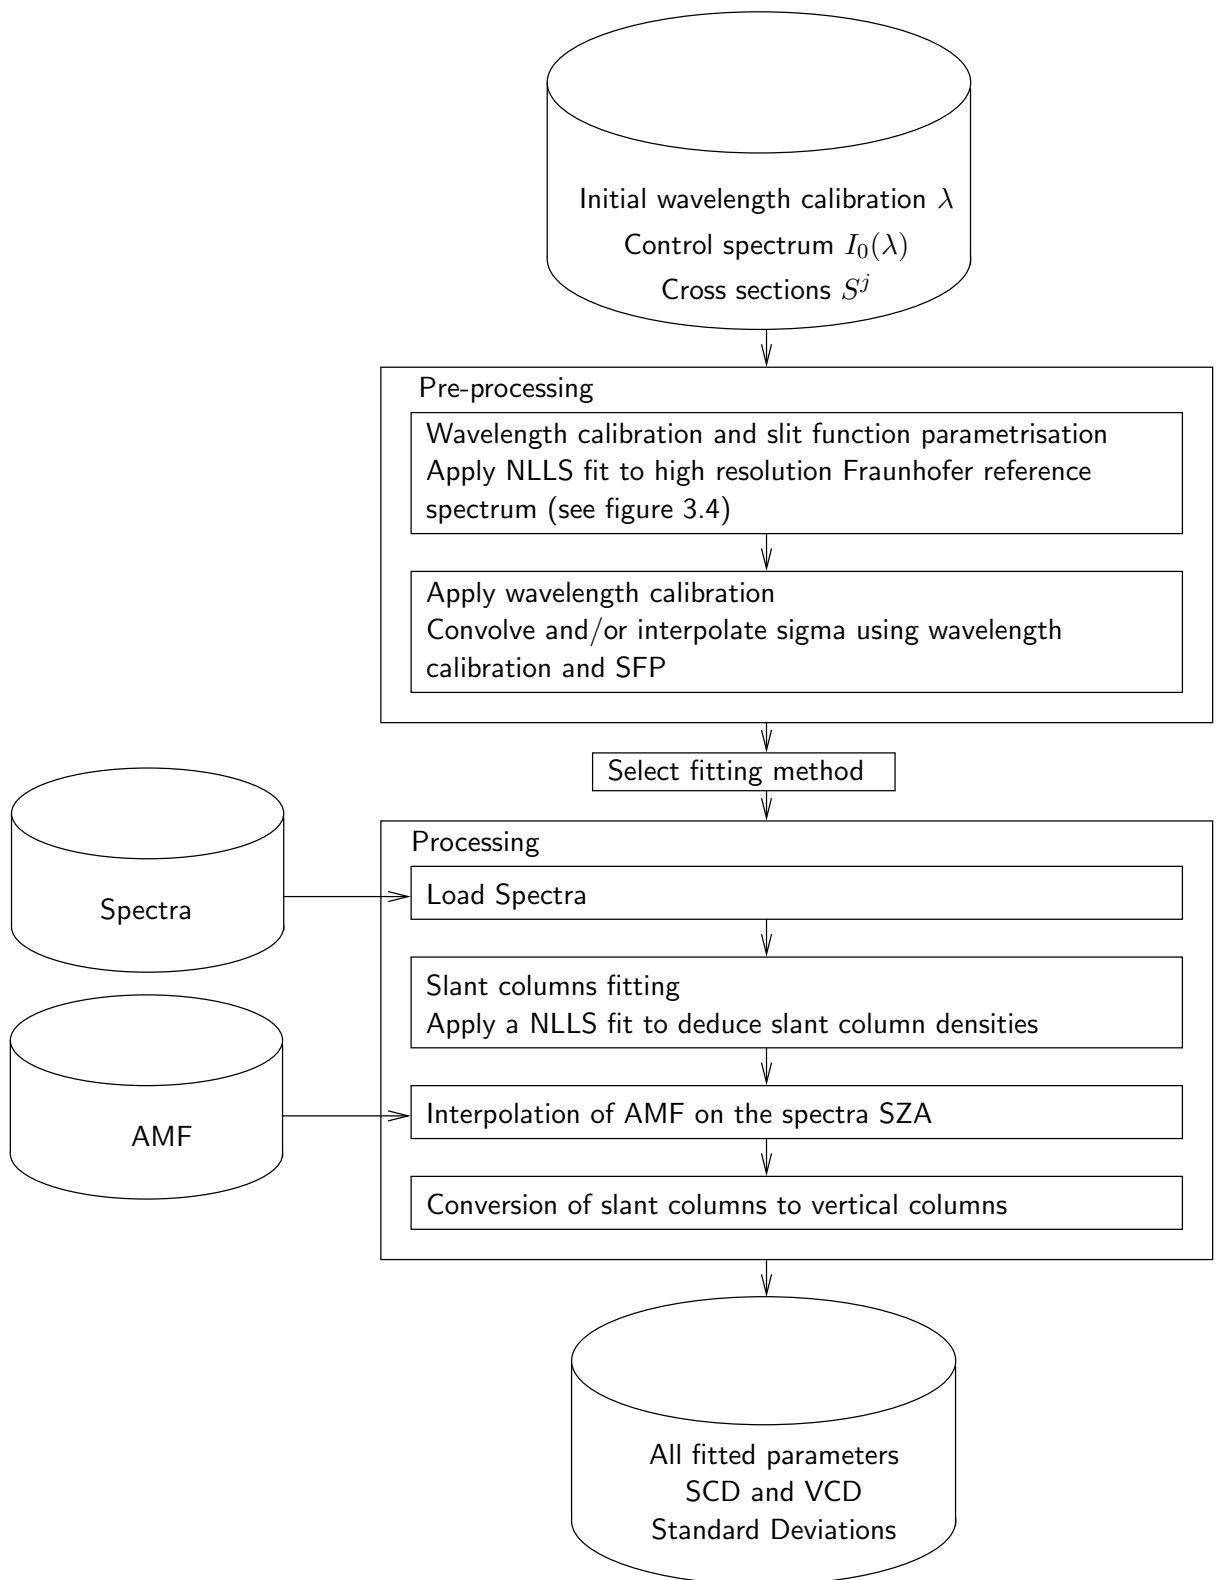 Initial wavelength calibration λ
Control spectrum I₀(λ)
Cross sections Sʲ
Pre-processing
Wavelength calibration and slit function parametrisation
Apply NLLS fit to high resolution Fraunhofer reference
spectrum (see figure 3.4)
Apply wavelength calibration
Convolve and/or interpolate sigma using wavelength
calibration and SFP
Select fitting method
Processing
Spectra
Load Spectra
Slant columns fitting
Apply a NLLS fit to deduce slant column densities
AMF
Interpolation of AMF on the spectra SZA
Conversion of slant columns to vertical columns
All fitted parameters
SCD and VCD
Standard Deviations